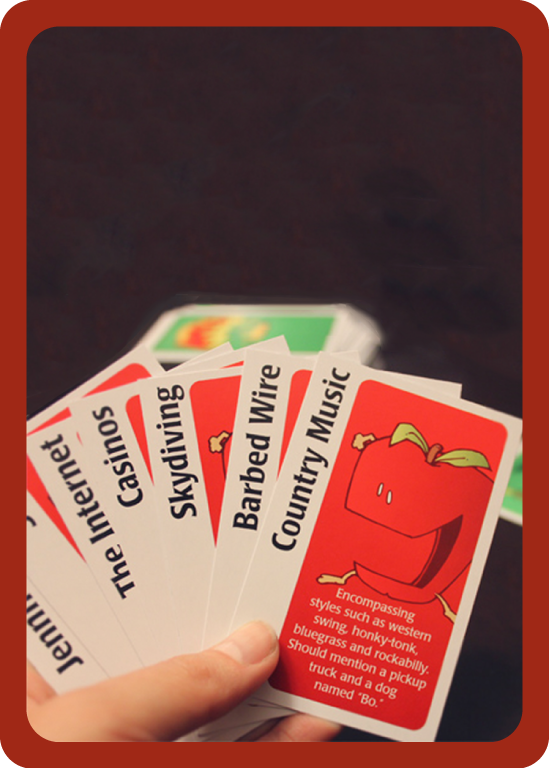 The Internet
Casinos
Skydiving
Barbed Wire
Country Music
Encompassing
styles such as western
swing, honky-tonk,
bluegrass and rockabilly.
Should mention a pickup
truck and a dog
named "Bo."